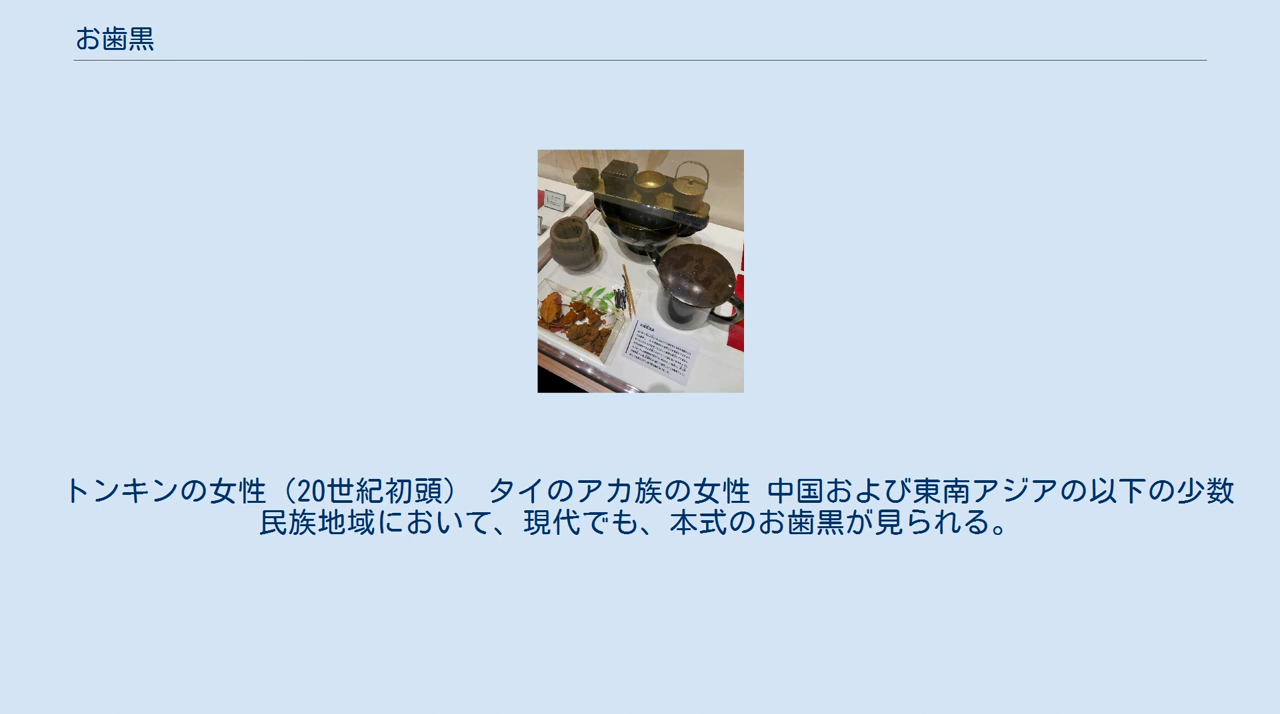 お歯黒
トンキンの女性（20世紀初頭） タイのアカ族の女性 中国および東南アジアの以下の少数
民族地域において、現代でも、本式のお歯黒が見られる。